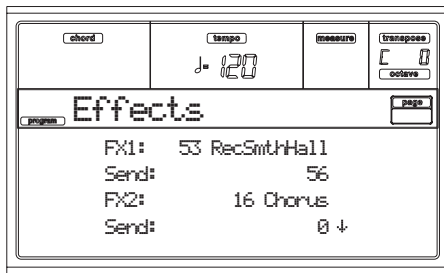 chord
tempo
measure
transpose
♩= 120
C 0
octave
program
Effects
page
FX1: 53 RecSmthHall
Send: 56
FX2: 16 Chorus
Send: 0 ↓